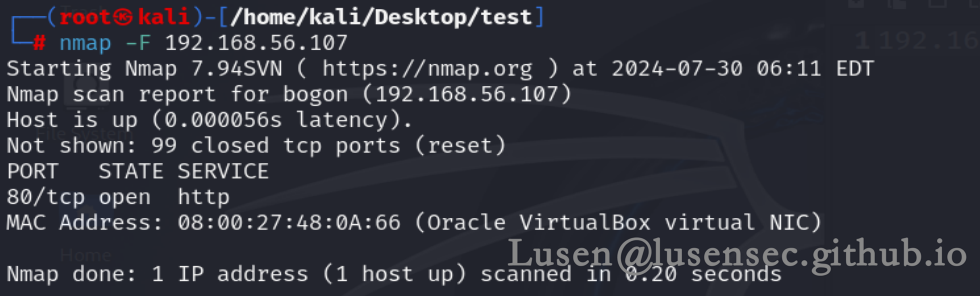 ┌──(root㉿kali)-[/home/kali/Desktop/test]
└─# nmap -F 192.168.56.107
1 192.16
Starting Nmap 7.94SVN ( https://nmap.org ) at 2024-07-30 06:11 EDT
Nmap scan report for bogon (192.168.56.107)
Host is up (0.000056s latency).
Not shown: 99 closed tcp ports (reset)
PORT   STATE SERVICE
80/tcp open  http
MAC Address: 08:00:27:48:0A:66 (Oracle VirtualBox virtual NIC)
Home
Lusen@lusensec.github.io
Nmap done: 1 IP address (1 host up) scanned in 0.20 seconds